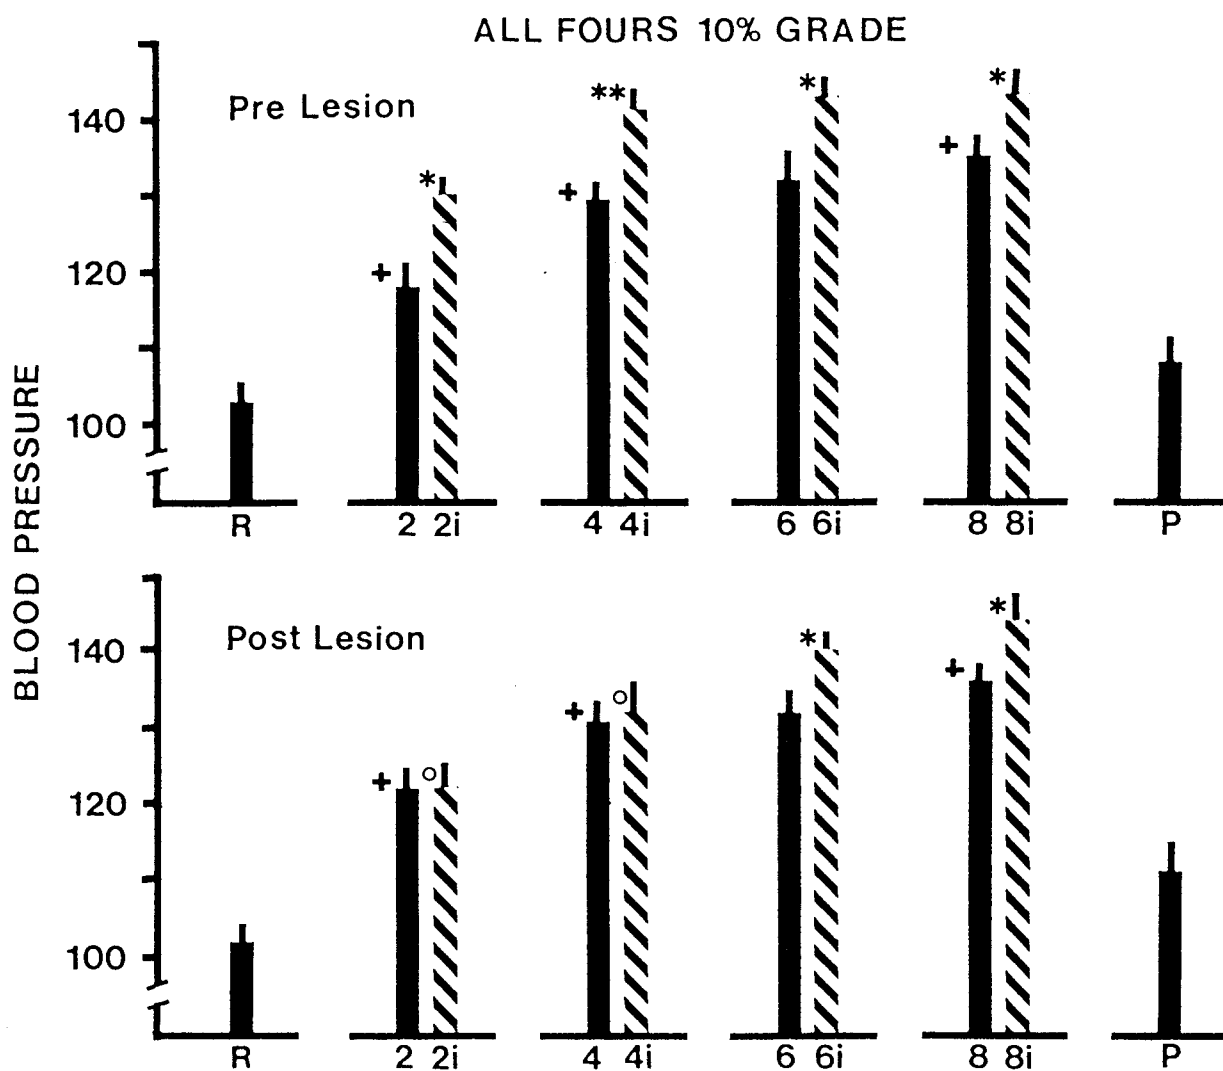 ALL FOURS 10% GRADE
Pre Lesion
BLOOD PRESSURE
140
120
100
+ * + ** * + *
R 2 2i 4 4i 6 6i 8 8i P
Post Lesion
140
120
100
+ ○ + ○ * + *
R 2 2i 4 4i 6 6i 8 8i P